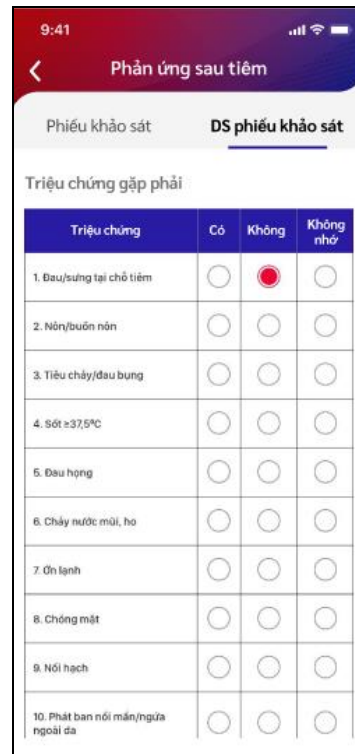 9:41
Phản ứng sau tiêm
Phiếu khảo sát DS phiếu khảo sát
Triệu chứng gặp phải
Triệu chứng Có Không Không nhớ
1. Đau/sưng tại chỗ tiêm
2. Nôn/buồn nôn
3. Tiêu chảy/đau bụng
4. Sốt ≥37,5°C
5. Đau họng
6. Chảy nước mũi, ho
7. Ớn lạnh
8. Chóng mặt
9. Nổi hạch
10. Phát ban nổi mẩn/ngứa
ngoài da